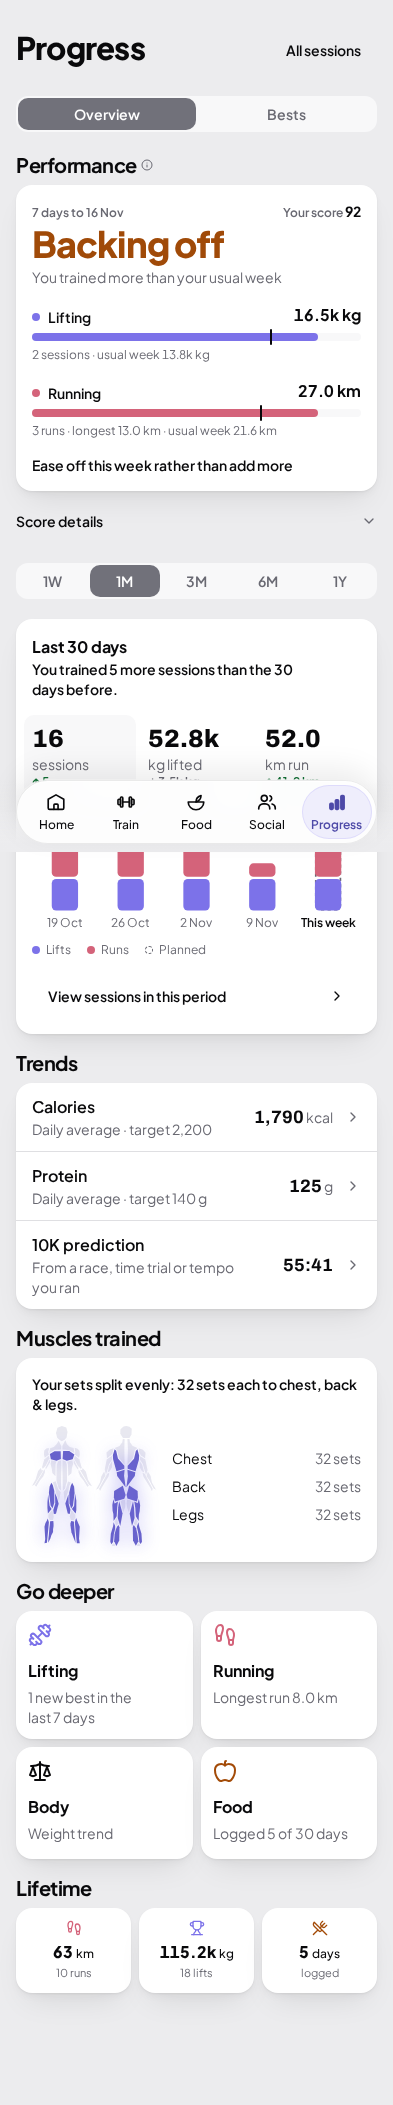 Progress
All sessions
Overview
Bests
Performance
7 days to 16 Nov
Your score 92
Backing off
You trained more than your usual week
Lifting
16.5k kg
2 sessions · usual week 13.8k kg
Running
27.0 km
3 runs · longest 13.0 km · usual week 21.6 km
Ease off this week rather than add more
Score details
1W
1M
3M
6M
1Y
Last 30 days
You trained 5 more sessions than the 30
days before.
16
52.8k
52.0
sessions
kg lifted
km run
Home
Train
Food
Social
Progress
19 Oct
26 Oct
2 Nov
9 Nov
This week
Lifts
Runs
Planned
View sessions in this period
Trends
Calories
1,790 kcal
Daily average · target 2,200
Protein
125 g
Daily average · target 140 g
10K prediction
55:41
From a race, time trial or tempo
you ran
Muscles trained
Your sets split evenly: 32 sets each to chest, back
& legs.
Chest
32 sets
Back
32 sets
Legs
32 sets
Go deeper
Lifting
1 new best in the
last 7 days
Running
Longest run 8.0 km
Body
Weight trend
Food
Logged 5 of 30 days
Lifetime
63 km
10 runs
115.2k kg
18 lifts
5 days
logged